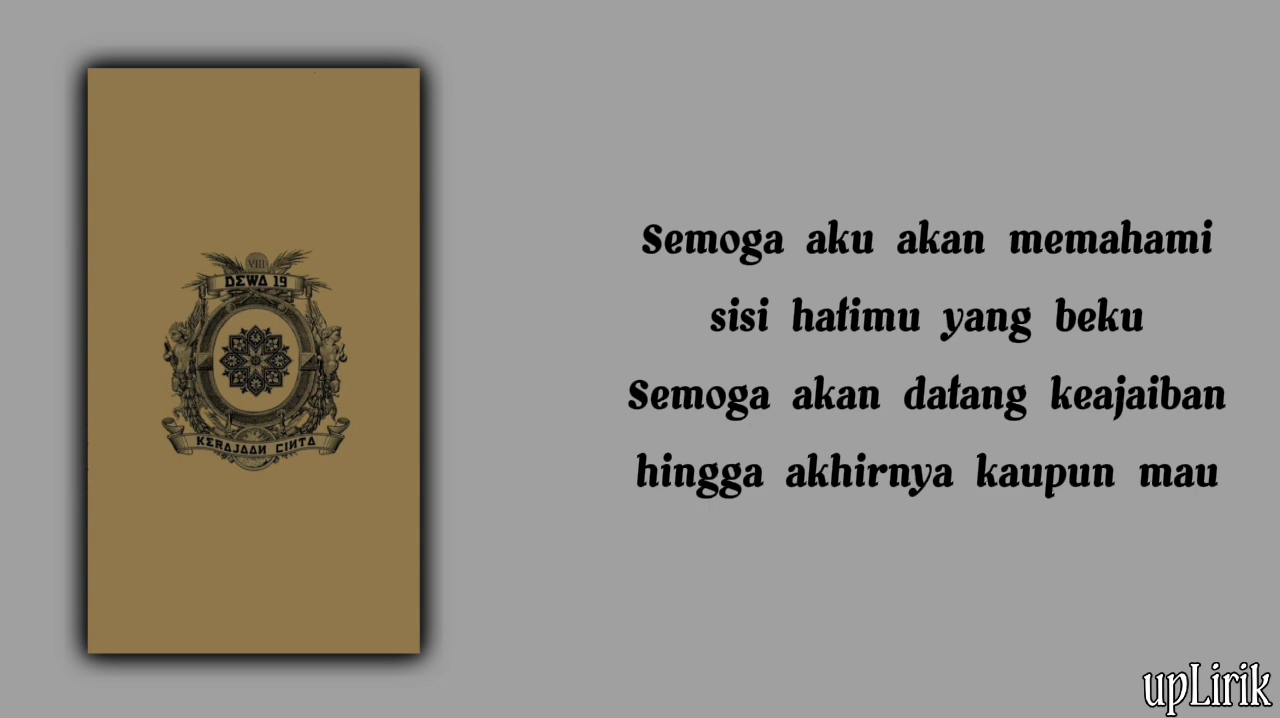 VIII
DEWA 19
KERAJAAN CINTA
Semoga aku akan memahami
sisi hatimu yang beku
Semoga akan datang keajaiban
hingga akhirnya kaupun mau
upLirik